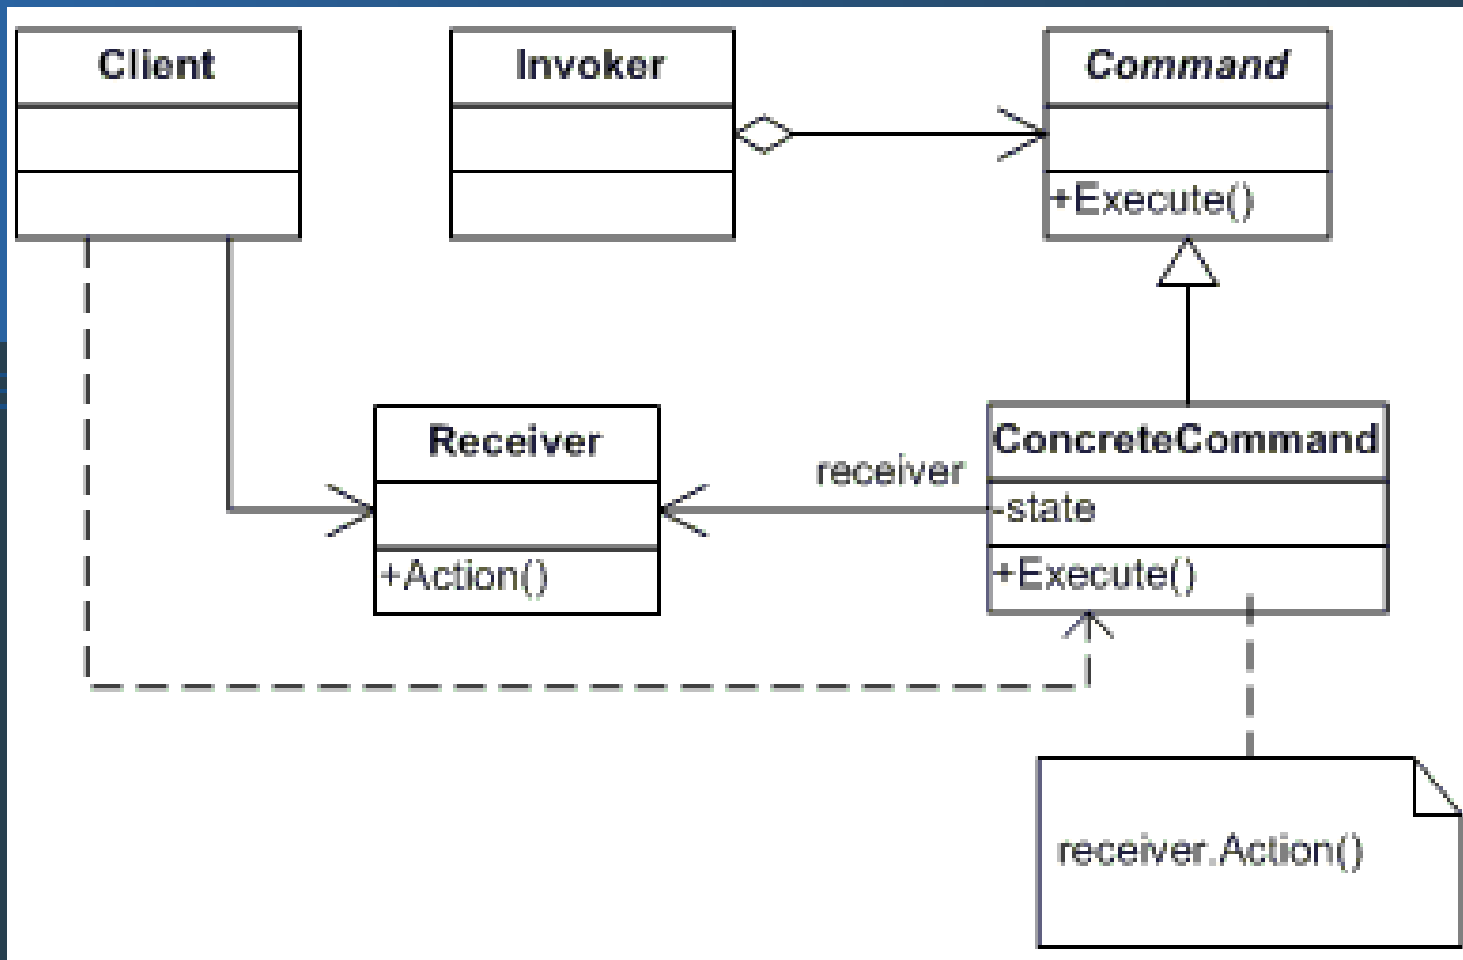 Client
Invoker
Command
+Execute()
Receiver
+Action()
receiver
ConcreteCommand
-state
+Execute()
receiver.Action()